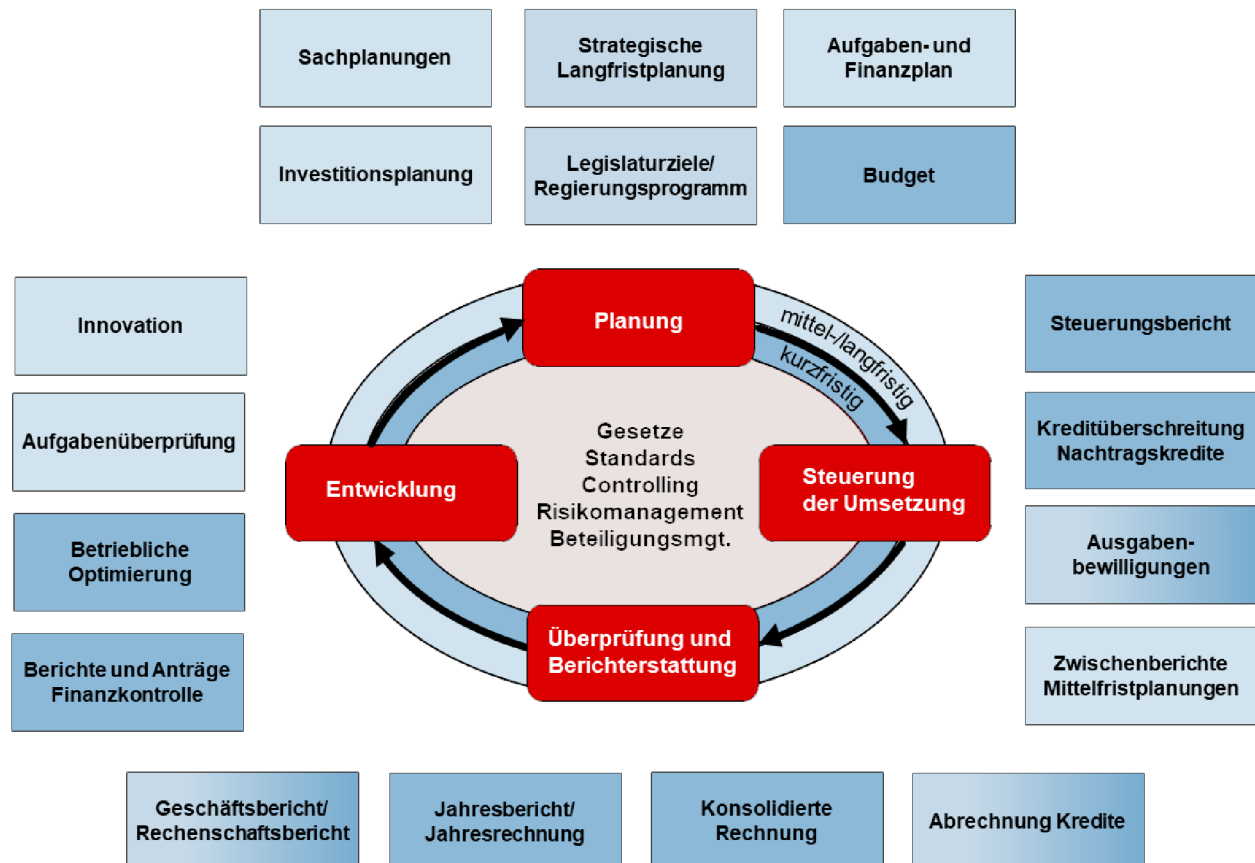 Sachplanungen
Strategische
Langfristplanung
Aufgaben- und
Finanzplan
Investitionsplanung
Legislaturziele/
Regierungsprogramm
Budget
Innovation
Aufgabenüberprüfung
Betriebliche
Optimierung
Berichte und Anträge
Finanzkontrolle
Planung
mittel-/langfristig
kurzfristig
Entwicklung
Gesetze
Standards
Controlling
Risikomanagement
Beteiligungsmgt.
Steuerung
der Umsetzung
Überprüfung und
Berichterstattung
Steuerungsbericht
Kreditüberschreitung
Nachtragskredite
Ausgaben-
bewilligungen
Zwischenberichte
Mittelfristplanungen
Geschäftsbericht/
Rechenschaftsbericht
Jahresbericht/
Jahresrechnung
Konsolidierte
Rechnung
Abrechnung Kredite